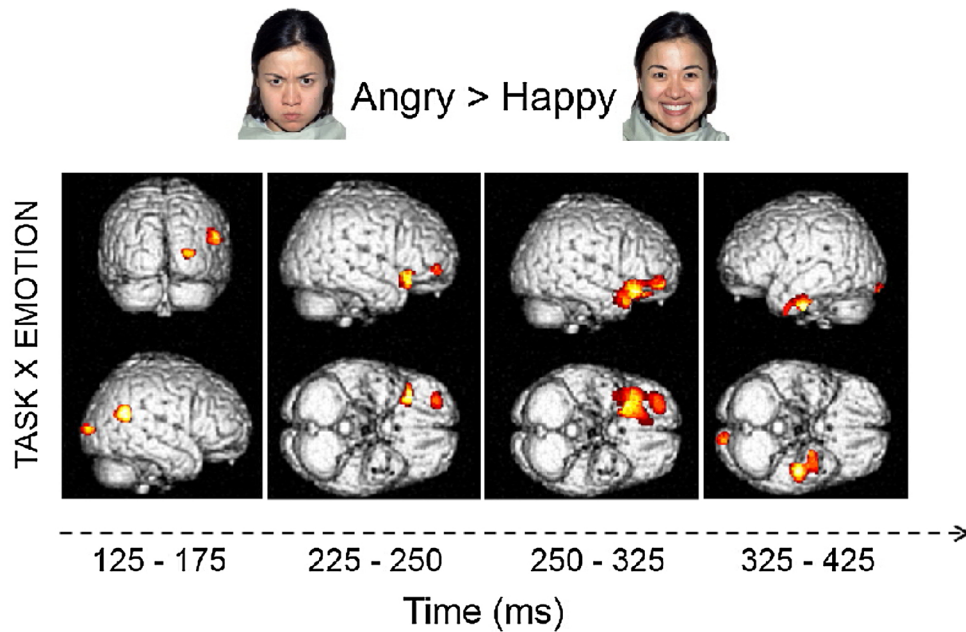 Angry > Happy
TASK X EMOTION
125 - 175
225 - 250
250 - 325
325 - 425
Time (ms)